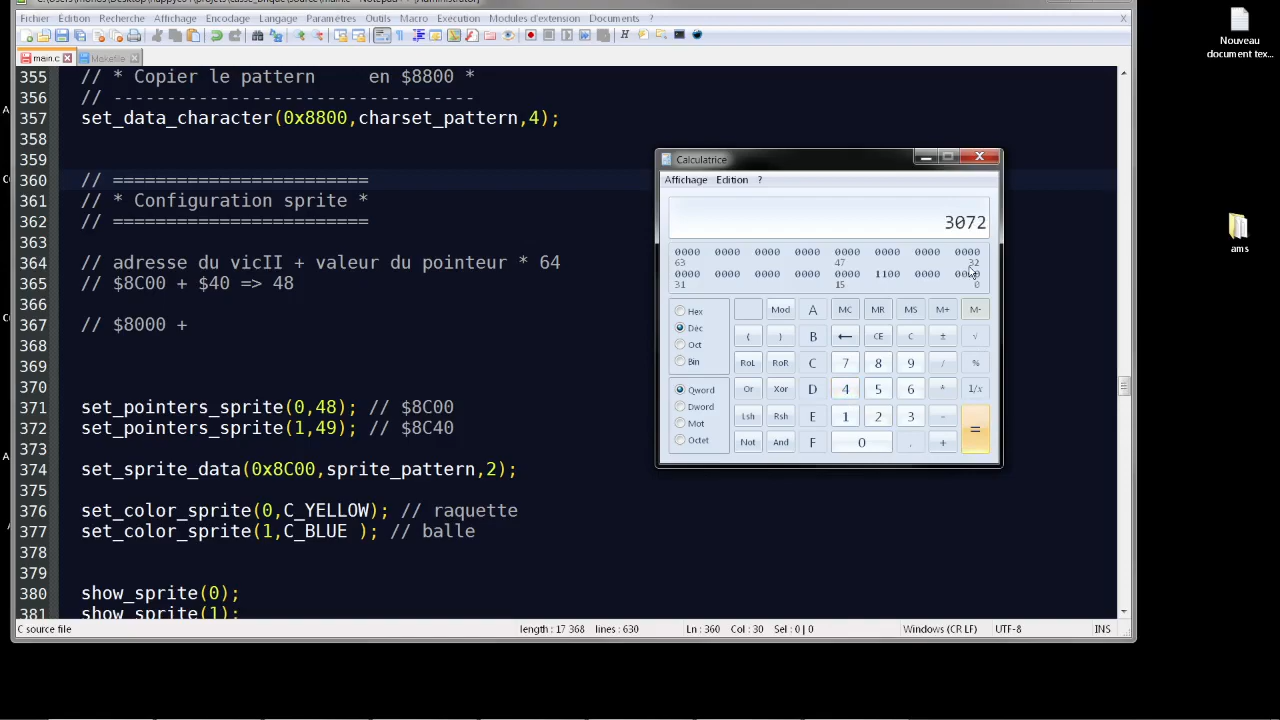 Fichier Édition Recherche Affichage Encodage Langage Paramètres Outils Macro Exécution Modules d'extension Documents ? X
main.c Makefile
355 // * Copier le pattern en $8800 *
356 // ----------------------------------
357 set_data_character(0x8800,charset_pattern,4);
358
359
360 // ========================
361 // * Configuration sprite *
362 // ========================
363
364 // adresse du vicII + valeur du pointeur * 64
365 // $8C00 + $40 => 48
366
367 // $8000 +
368
369
370
371 set_pointers_sprite(0,48); // $8C00
372 set_pointers_sprite(1,49); // $8C40
373
374 set_sprite_data(0x8C00,sprite_pattern,2);
375
376 set_color_sprite(0,C_YELLOW); // raquette
377 set_color_sprite(1,C_BLUE ); // balle
378
379
380 show_sprite(0);
381 show_sprite(1);
C source file length : 17 368 lines : 630 Ln : 360 Col : 30 Sel : 0 | 0 Windows (CR LF) UTF-8 INS
Calculatrice
Affichage Edition ?
3072
0000 0000 0000 0000 0000 0000 0000 0000
63 47 32
0000 0000 0000 0000 0000 1100 0000 0000
31 15 0
Hex Mod A MC MR MS M+ M-
Dec ( ) B ← CE C ± √
Oct
Bin RoL RoR C 7 8 9 / %
Qword Or Xor D 4 5 6 * 1/x
Dword Lsh Rsh E 1 2 3 - =
Mot
Octet Not And F 0 . +
Nouveau
document tex...
ams